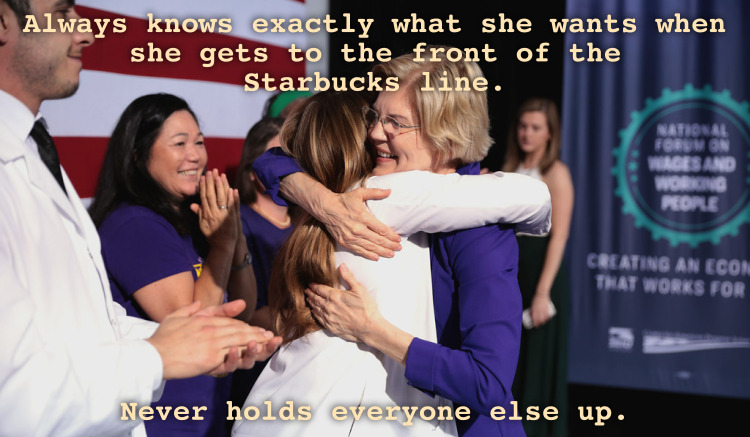 Always knows exactly what she wants when
she gets to the front of the
Starbucks line.
NATIONAL
FORUM ON
WAGES AND
WORKING
PEOPLE
CREATING AN ECON
THAT WORKS FOR
Never holds everyone else up.